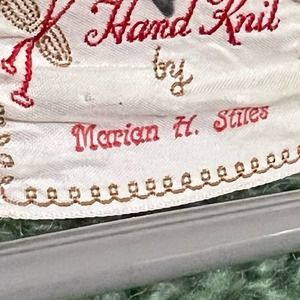 Hand Knit
by
Marian H. Stiles